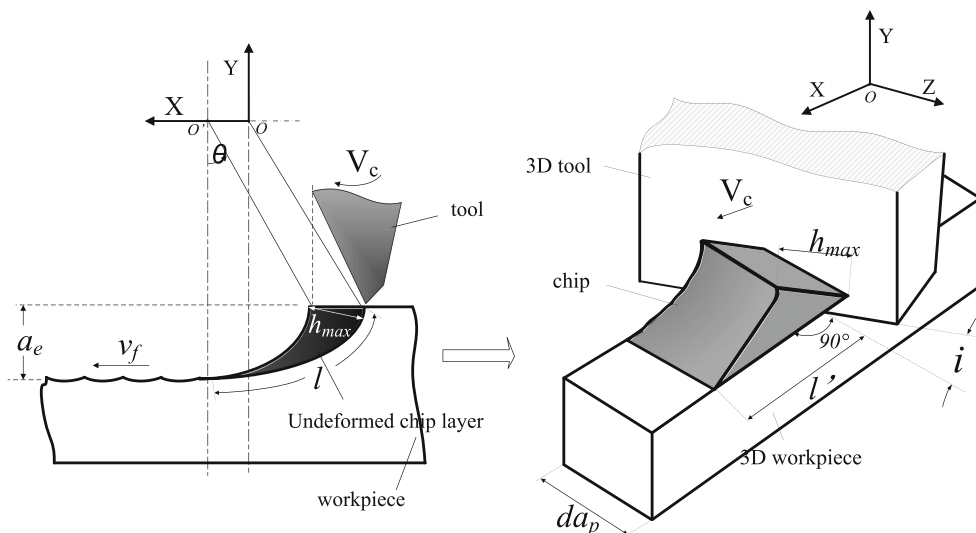 Y
X
O'
O
θ
V_c
tool
h_max
a_e
v_f
l
Undeformed chip layer
workpiece
Y
X
Z
O
3D tool
V_c
h_max
chip
90°
i
l'
3D workpiece
da_p